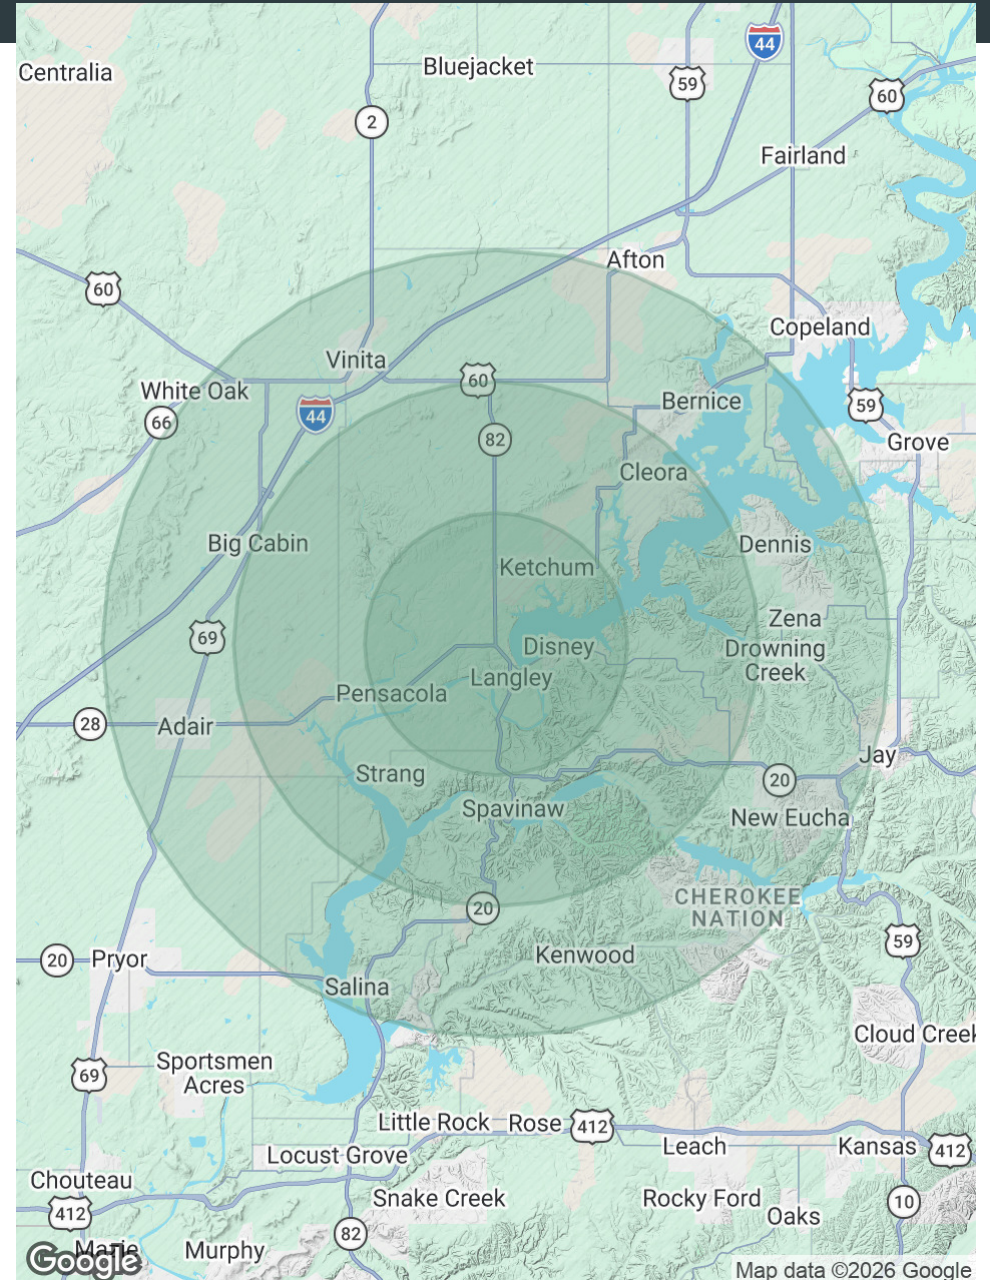 Centralia
Bluejacket
44
59
60
2
Fairland
60
Afton
Copeland
Vinita
60
White Oak
44
66
82
Bernice
59
Grove
Cleora
Big Cabin
Dennis
Ketchum
69
Zena
Disney
Drowning
Creek
Langley
Pensacola
28
Adair
Jay
Strang
20
Spavinaw
New Eucha
CHEROKEE
NATION
20
59
Kenwood
20
Pryor
Salina
Cloud Creek
69
Sportsmen
Acres
Little Rock
Rose
412
Leach
Kansas
412
Locust Grove
Chouteau
Snake Creek
Rocky Ford
10
412
Oaks
82
Mazie
Murphy
Google
Map data ©2026 Google